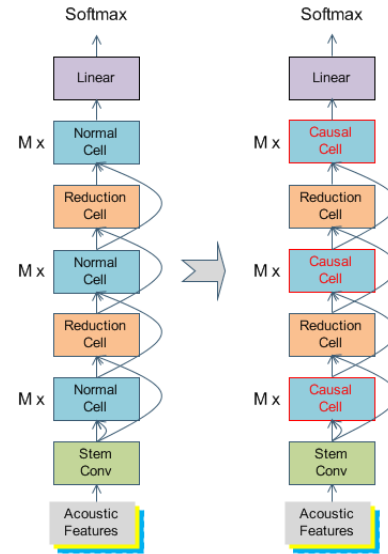 Softmax
Linear
M x
Normal
Cell
Reduction
Cell
M x
Normal
Cell
Reduction
Cell
M x
Normal
Cell
Stem
Conv
Acoustic
Features
Softmax
Linear
M x
Causal
Cell
Reduction
Cell
M x
Causal
Cell
Reduction
Cell
M x
Causal
Cell
Stem
Conv
Acoustic
Features